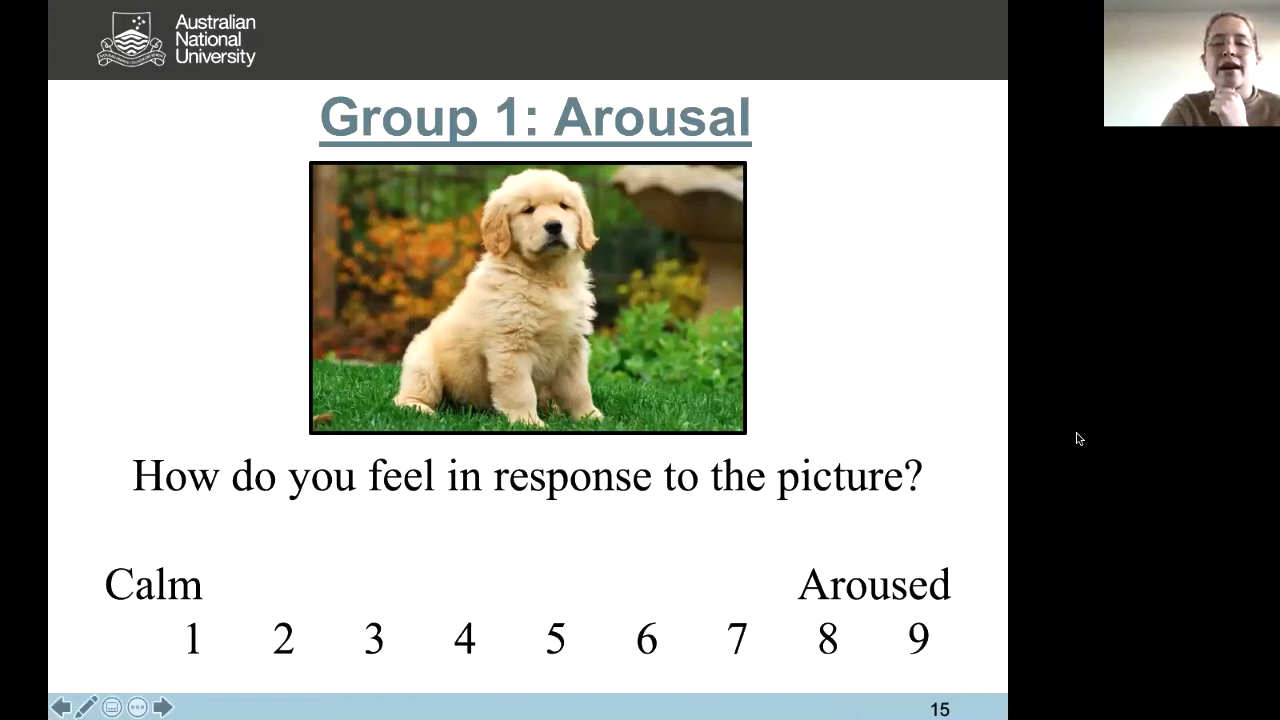 Australian
National
University
Group 1: Arousal
How do you feel in response to the picture?
Calm Aroused
1 2 3 4 5 6 7 8 9
15